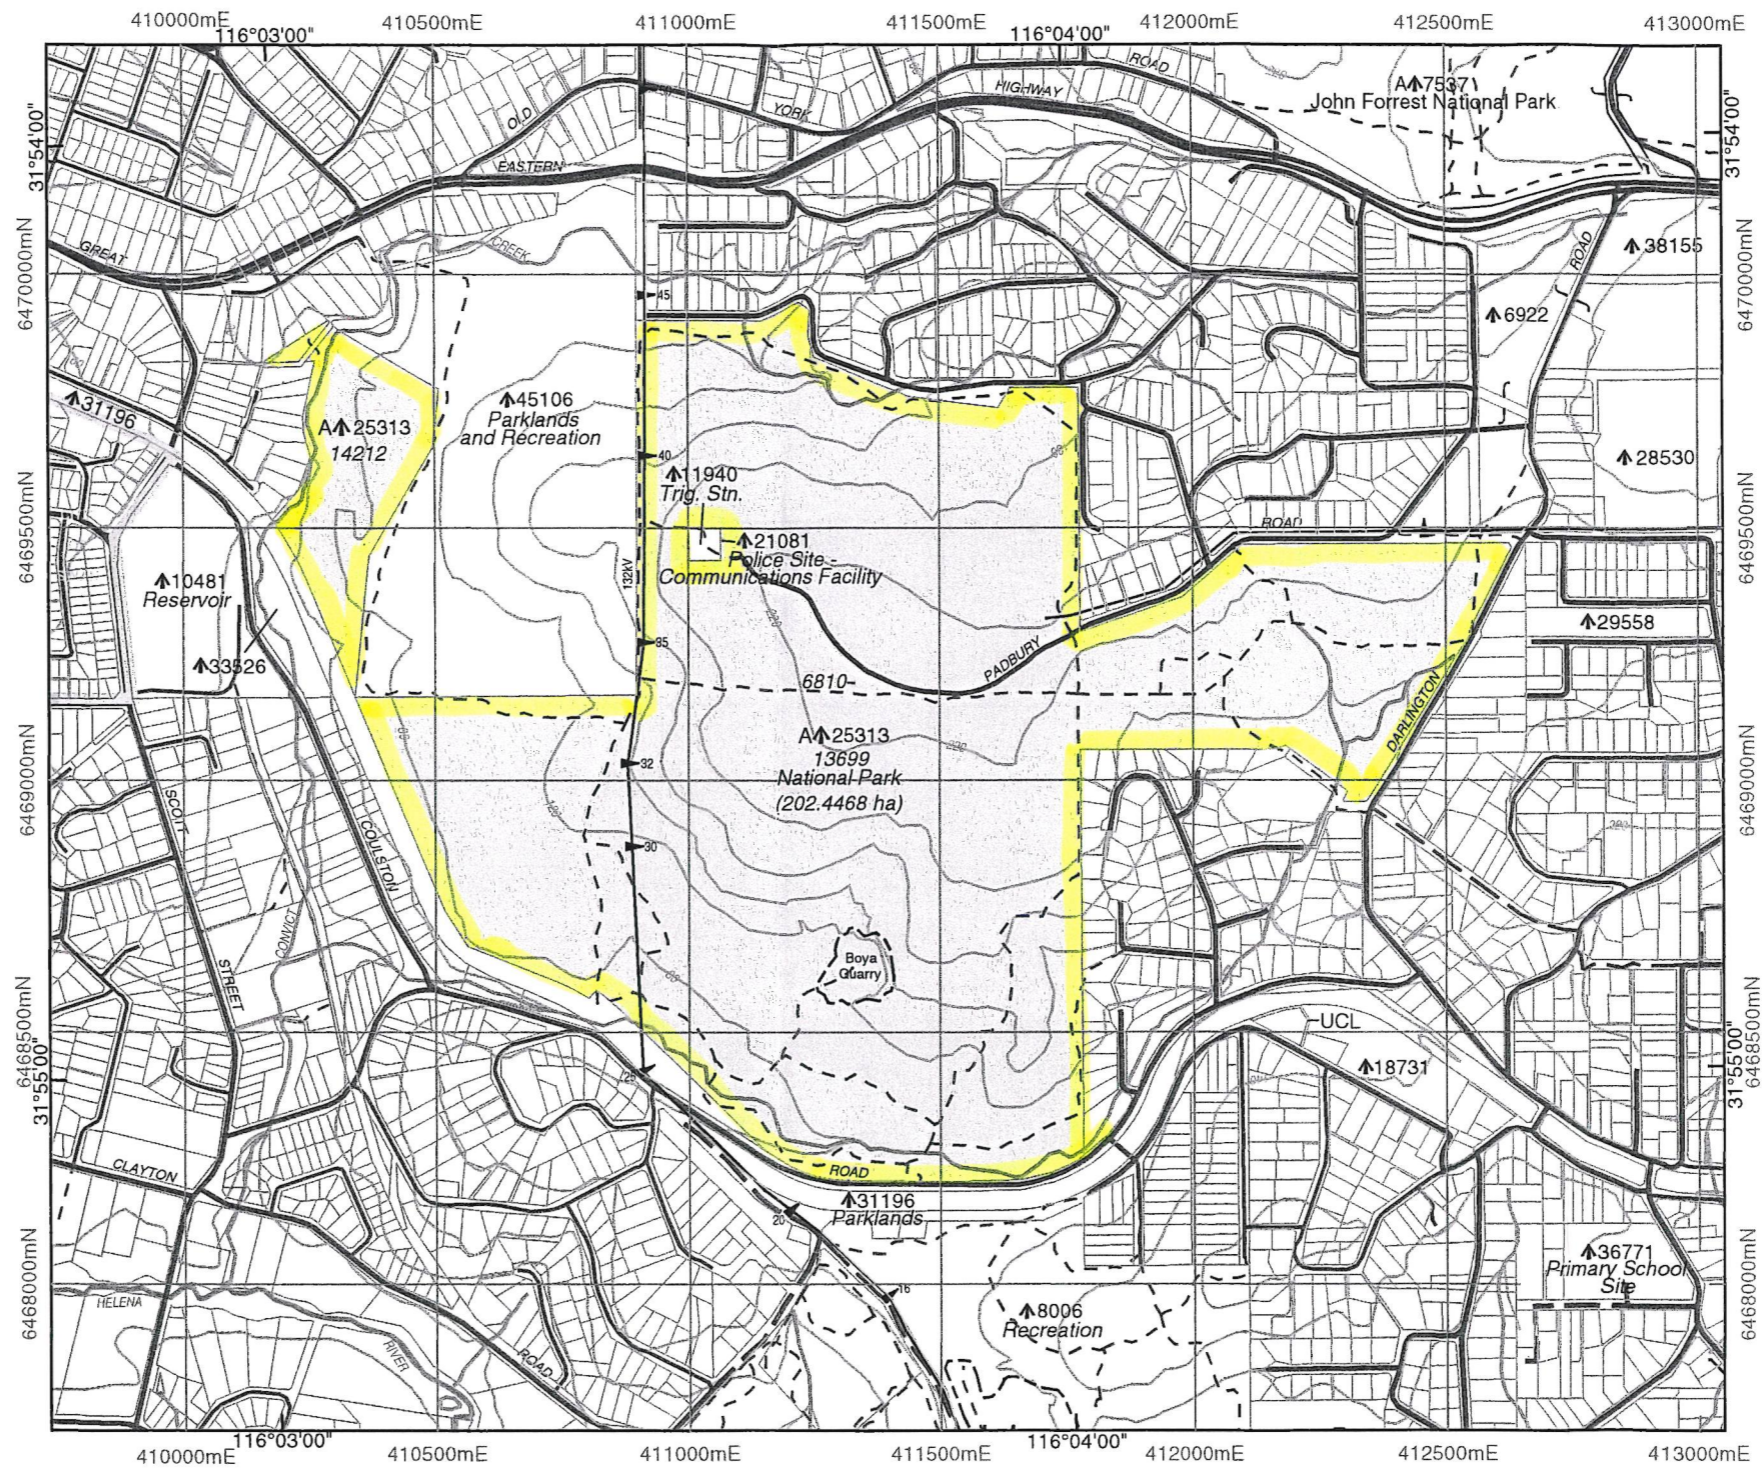 410000mE 410500mE 411000mE 411500mE 412000mE 412500mE 413000mE
116°03'00" 116°04'00"
31°54'00"
31°54'00"
6470000mN
6469500mN
6469000mN
6468500mN
31°55'00"
6468000mN
6470000mN
6469500mN
6469000mN
6468500mN
31°55'00"
6468000mN
OLD
YORK
ROAD
HIGHWAY
EASTERN
GREAT
CREEK
A 7537
John Forrest National Park
38155
ROAD
6922
45
31196
45106
Parklands
and Recreation
A 25313
14212
40
11940
Trig. Stn.
28530
ROAD
21081
Police Site -
Communications Facility
132kV
10481
Reservoir
33526
35
220
PADBURY
29558
6810
DARLINGTON
A 25313
13699
National Park
(202.4468 ha)
32
30
SCOTT
STREET
COULSTON
CONVICT
Boya
Quarry
UCL
18731
25
CLAYTON
ROAD
ROAD
31196
Parklands
20
16
HELENA
RIVER
8006
Recreation
36771
Primary School
Site
116°03'00" 116°04'00"
410000mE 410500mE 411000mE 411500mE 412000mE 412500mE 413000mE